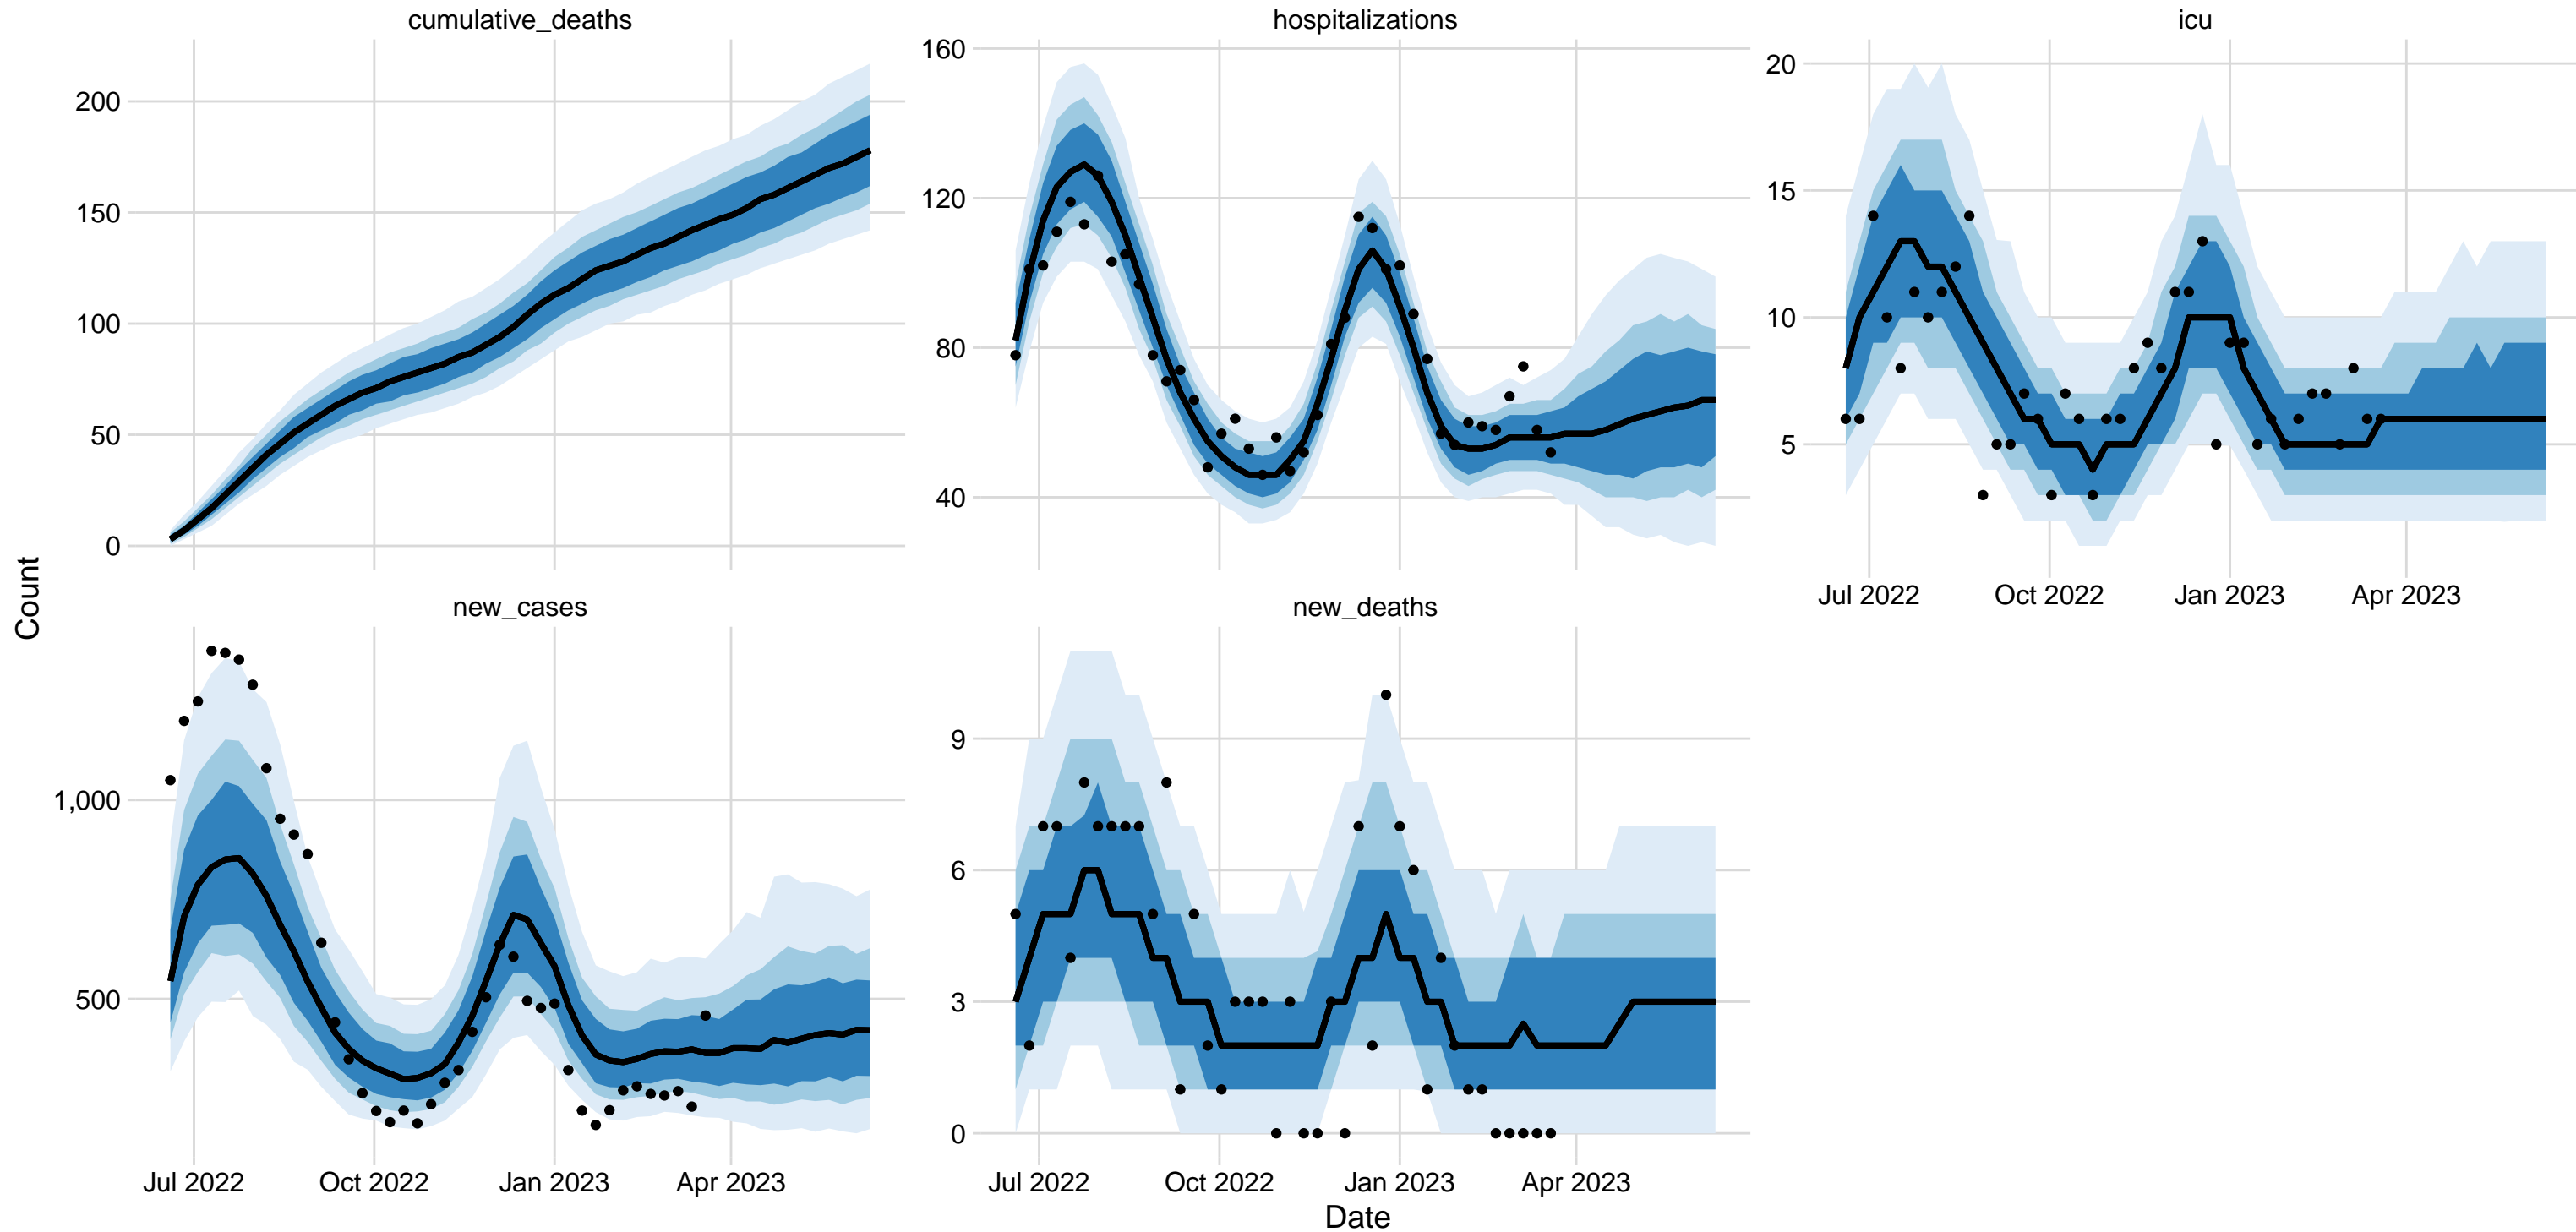 cumulative_deaths
hospitalizations
icu
200
150
100
50
0
160
120
80
40
20
15
10
5
Jul 2022 Oct 2022 Jan 2023 Apr 2023
Count
new_cases
new_deaths
1,000
500
9
6
3
0
Jul 2022 Oct 2022 Jan 2023 Apr 2023
Jul 2022 Oct 2022 Jan 2023 Apr 2023
Date